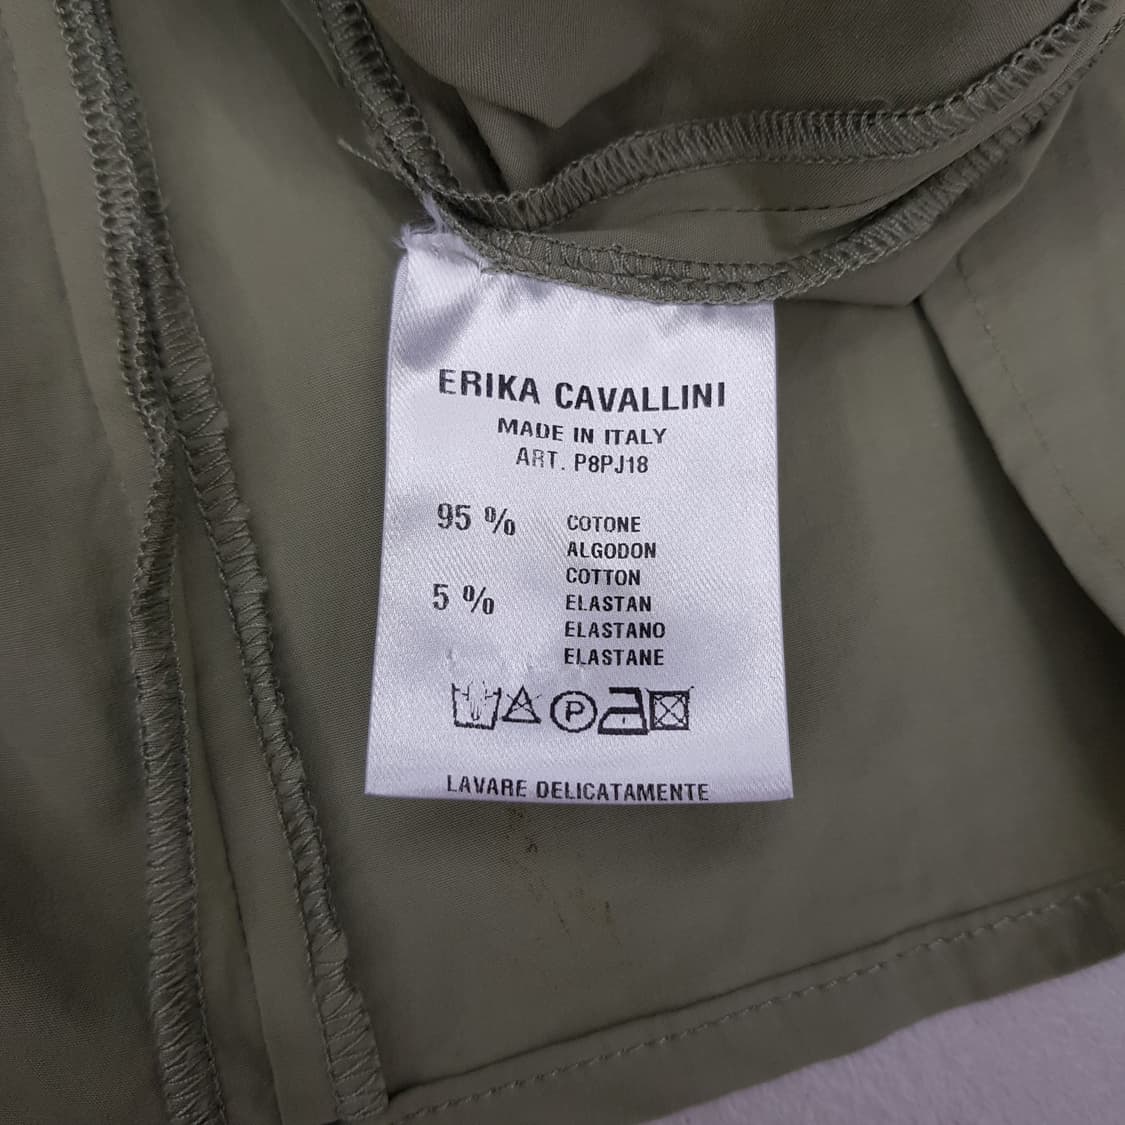 ERIKA CAVALLINI
MADE IN ITALY
ART. P8PJ18
95 % COTONE
ALGODON
COTTON
5 % ELASTAN
ELASTANO
ELASTANE
P
LAVARE DELICATAMENTE